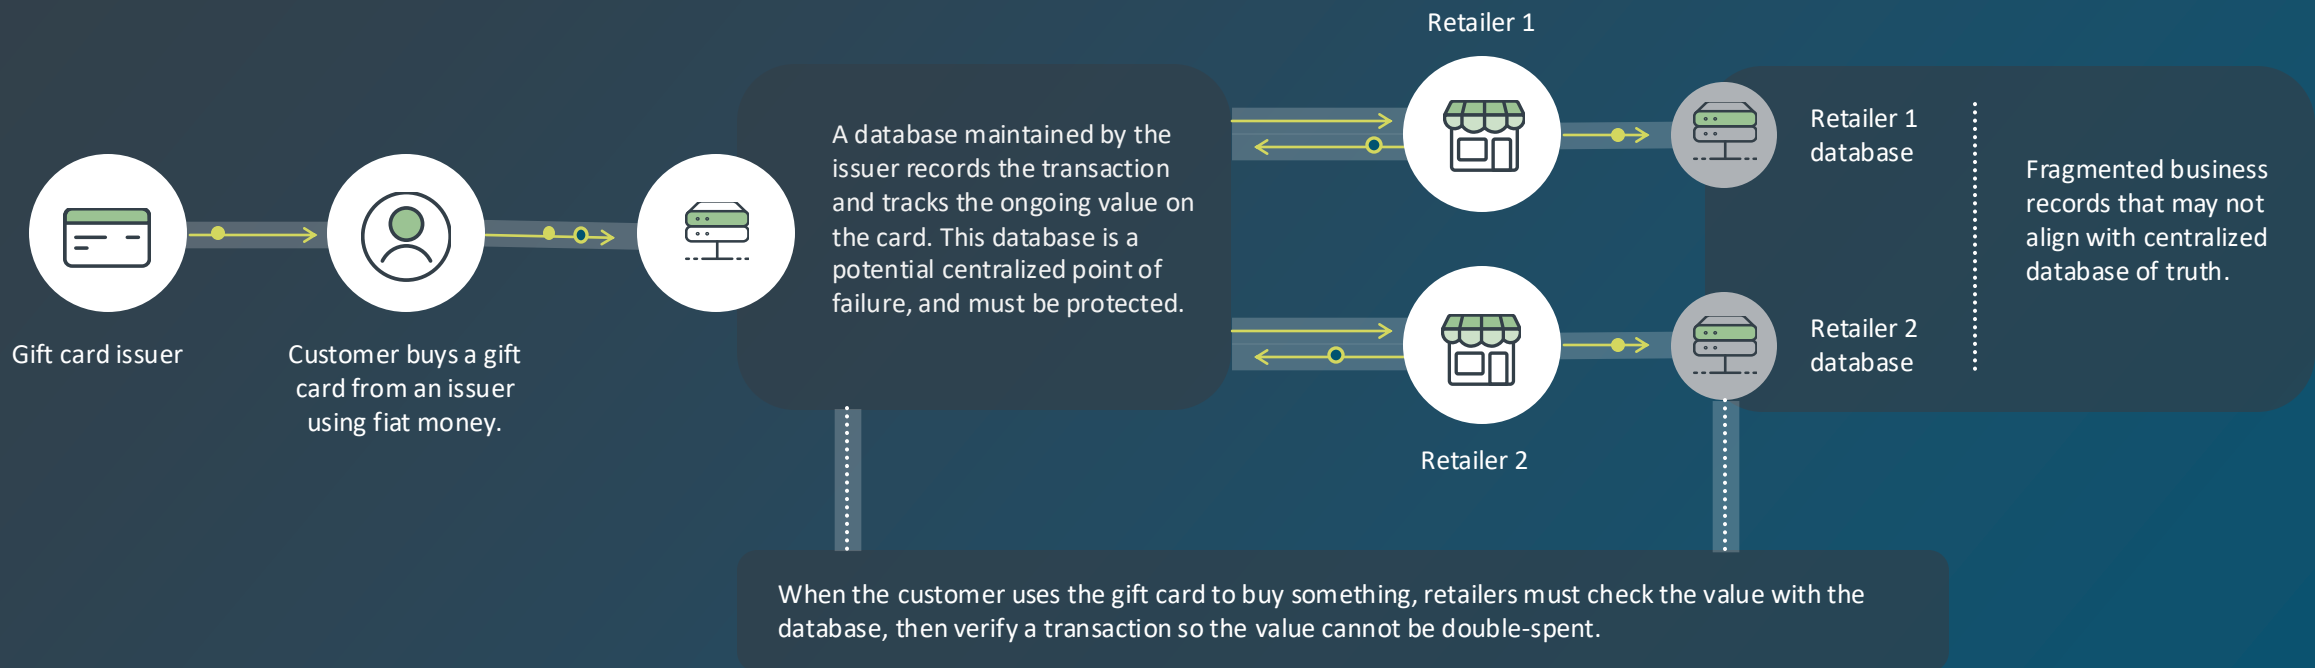 Gift card issuer
Customer buys a gift
card from an issuer
using fiat money.
A database maintained by the
issuer records the transaction
and tracks the ongoing value on
the card. This database is a
potential centralized point of
failure, and must be protected.
Retailer 1
Retailer 2
Retailer 1
database
Retailer 2
database
Fragmented business
records that may not
align with centralized
database of truth.
When the customer uses the gift card to buy something, retailers must check the value with the
database, then verify a transaction so the value cannot be double-spent.